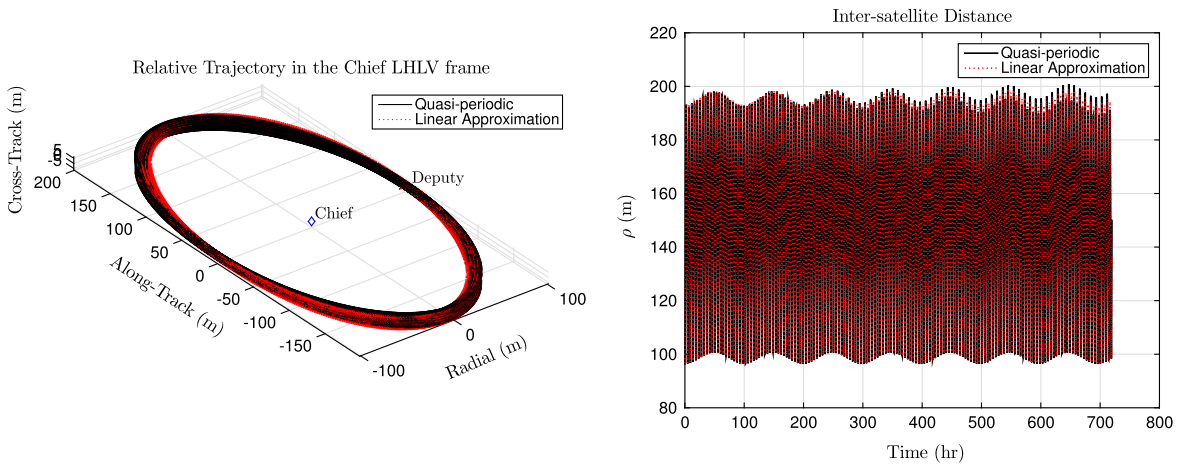 Relative Trajectory in the Chief LHLV frame
Quasi-periodic
Linear Approximation
Cross-Track (m)
5
0
-5
200
150
100
50
0
-50
-100
-150
Along-Track (m)
Deputy
Chief
100
0
-100
Radial (m)
Inter-satellite Distance
Quasi-periodic
Linear Approximation
220
200
180
160
140
120
100
80
ρ (m)
0 100 200 300 400 500 600 700 800
Time (hr)